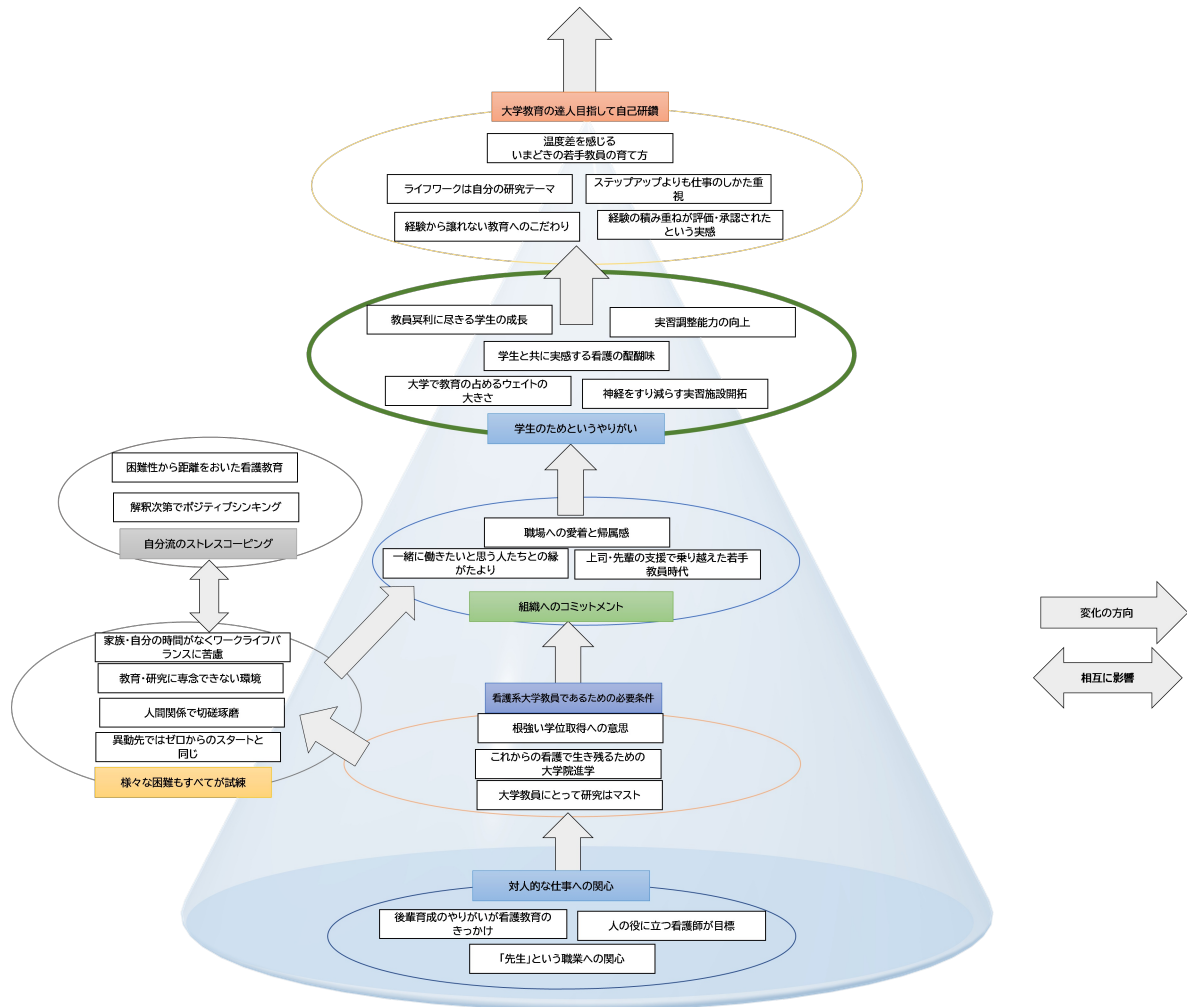 大学教育の達人目指して自己研鑽
温度差を感じる
いまどきの若手教員の育て方
ライフワークは自分の研究テーマ
ステップアップよりも仕事のしかた重
視
経験から譲れない教育へのこだわり
経験の積み重ねが評価・承認された
という実感
教員冥利に尽きる学生の成長
実習調整能力の向上
学生と共に実感する看護の醍醐味
大学で教育の占めるウェイトの
大きさ
神経をすり減らす実習施設開拓
学生のためというやりがい
困難性から距離をおいた看護教育
解釈次第でポジティブシンキング
自分流のストレスコーピング
職場への愛着と帰属感
一緒に働きたいと思う人たちとの縁
がたより
上司・先輩の支援で乗り越えた若手
教員時代
組織へのコミットメント
変化の方向
相互に影響
家族・自分の時間がなくワークライフバ
ランスに苦慮
教育・研究に専念できない環境
人間関係で切磋琢磨
異動先ではゼロからのスタートと
同じ
様々な困難もすべてが試練
看護系大学教員であるための必要条件
根強い学位取得への意思
これからの看護で生き残るための
大学院進学
大学教員にとって研究はマスト
対人的な仕事への関心
後輩育成のやりがいが看護教育の
きっかけ
人の役に立つ看護師が目標
「先生」という職業への関心